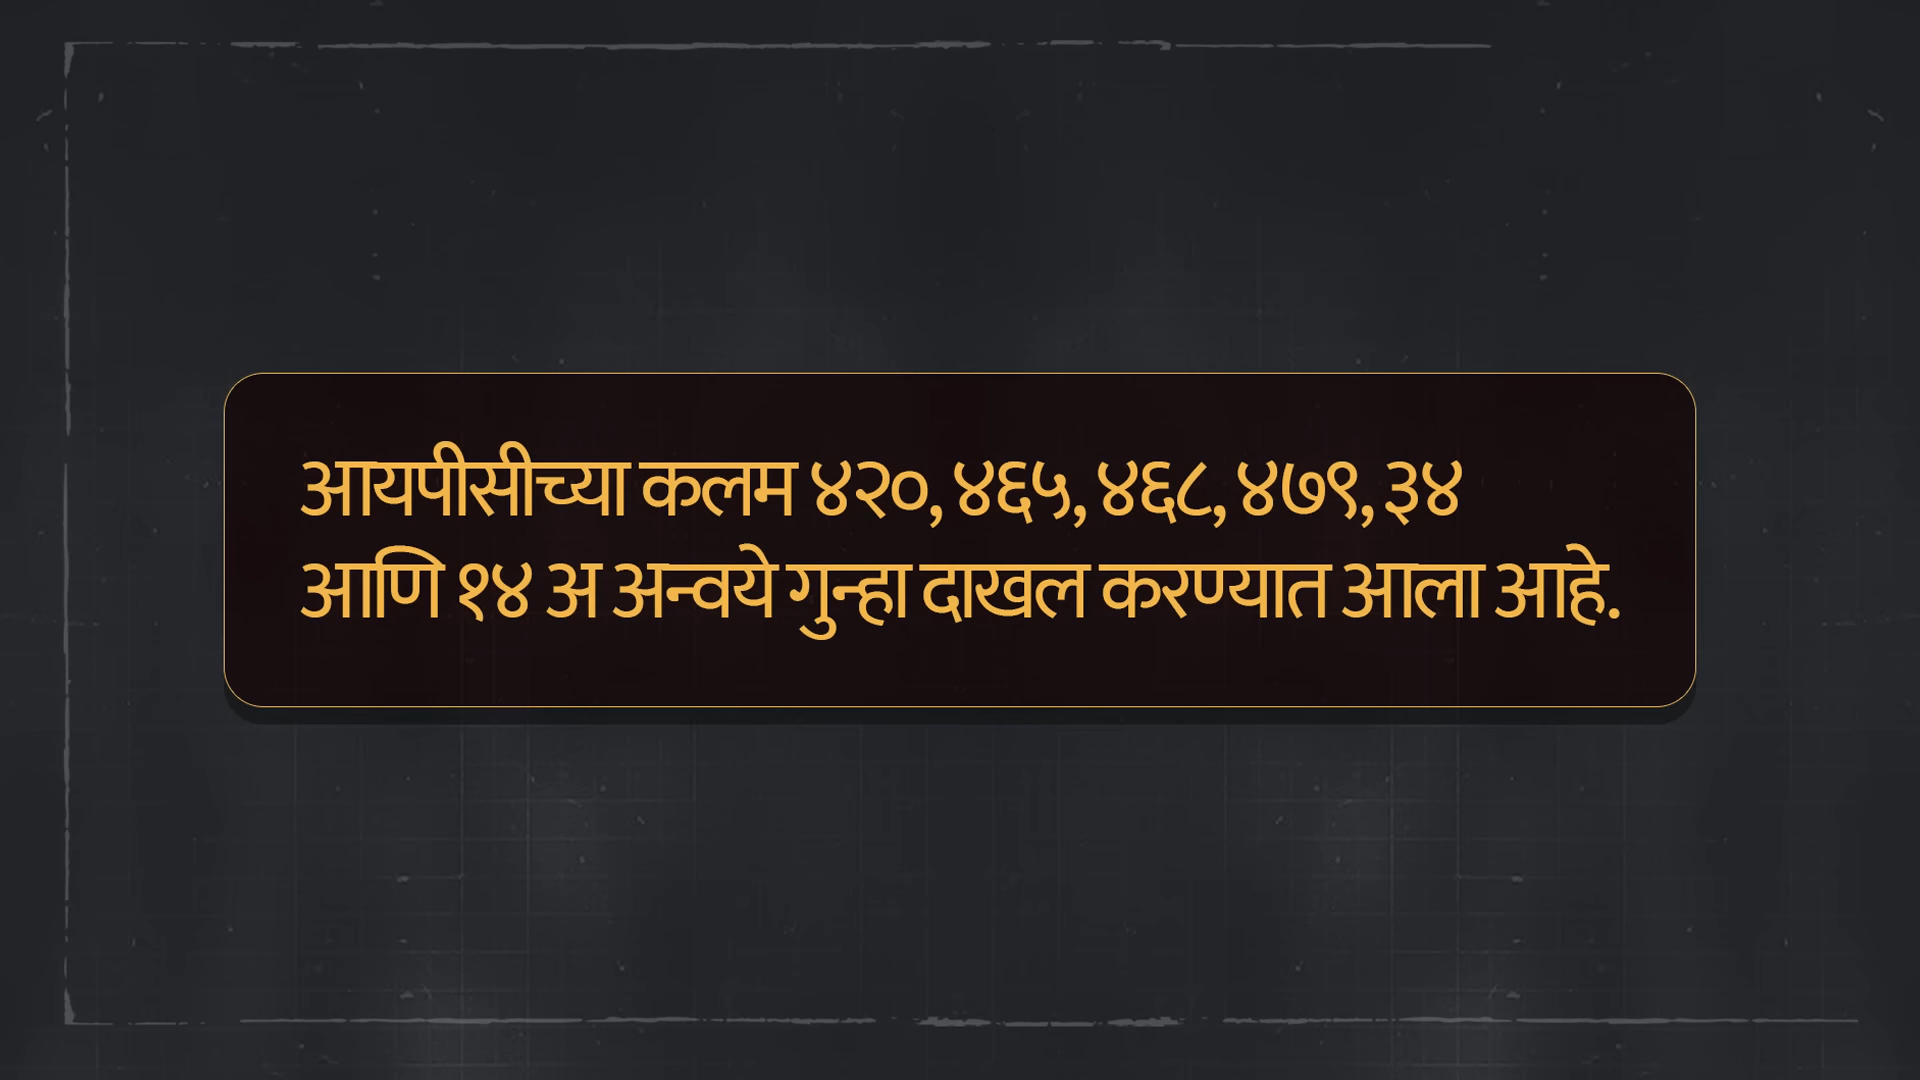 आयपीसीच्या कलम ४२०, ४६५, ४६८, ४७९, ३४
आणि १४ अ अन्वये गुन्हा दाखल करण्यात आला आहे.